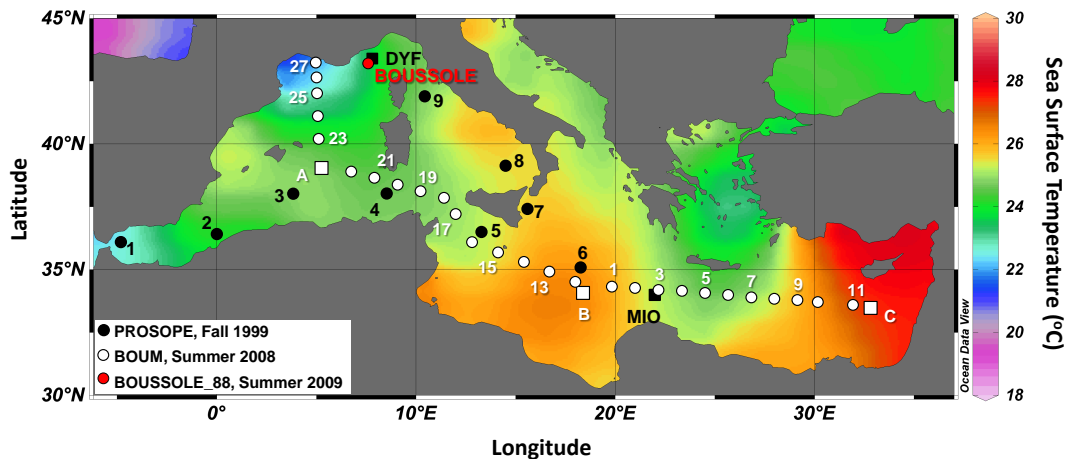 45°N
40°N
35°N
30°N
Latitude
0°
10°E
20°E
30°E
Longitude
27
25
23
A
21
19
17
15
13
B
1
3
5
7
9
11
C
DYF
BOUSSOLE
MIO
1
2
3
4
5
6
7
8
9
PROSOPE, Fall 1999
BOUM, Summer 2008
BOUSSOLE_88, Summer 2009
Ocean Data View
30
28
26
24
22
20
18
Sea Surface Temperature (ºC)